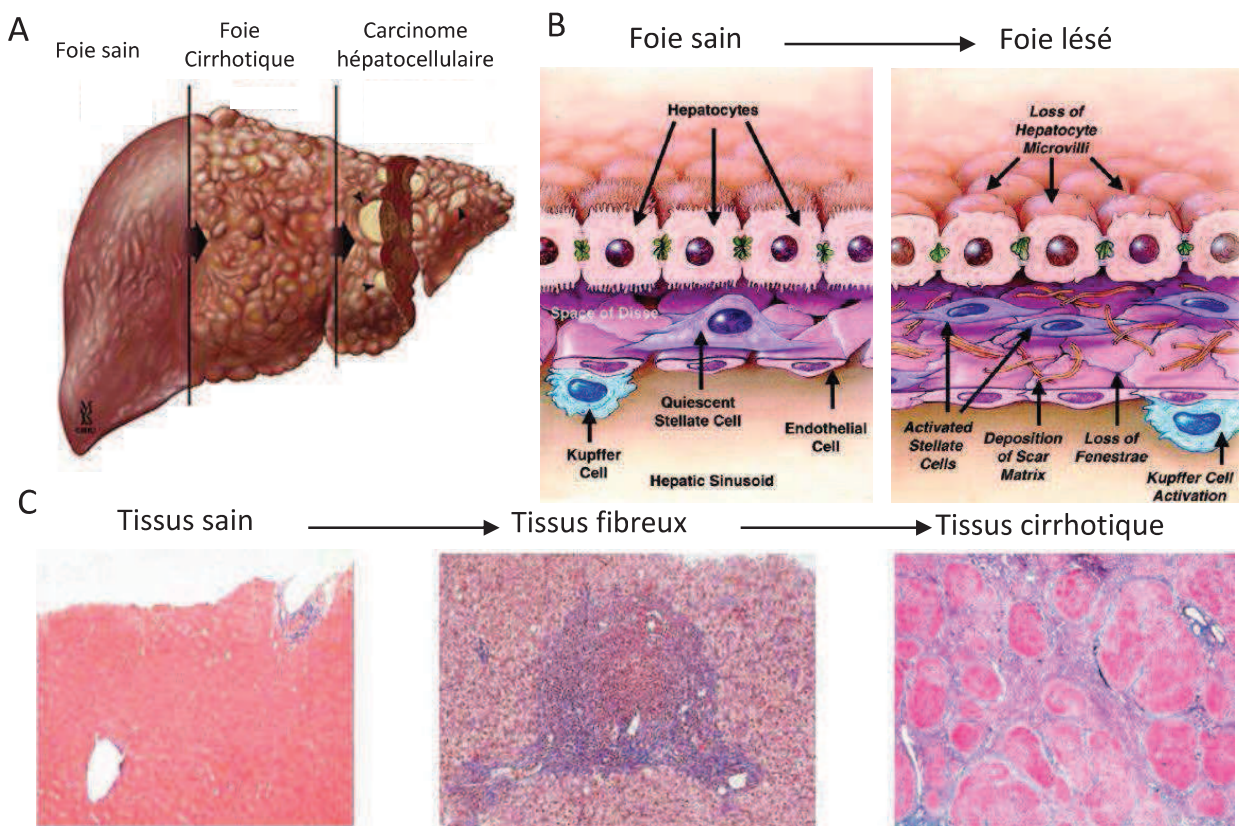 A
Foie sain
Foie
Cirrhotique
Carcinome
hépatocellulaire
B
Foie sain
Foie lésé
Hepatocytes
Space of Disse
Quiescent
Stellate Cell
Kupffer
Cell
Endothelial
Cell
Hepatic Sinusoid
Loss of
Hepatocyte
Microvilli
Activated
Stellate
Cells
Deposition
of Scar
Matrix
Loss of
Fenestrae
Kupffer Cell
Activation
C
Tissus sain
Tissus fibreux
Tissus cirrhotique